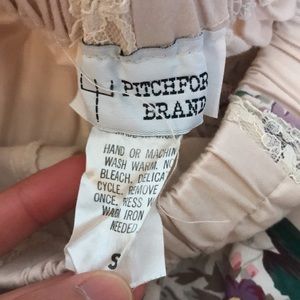 PITCHFOR
BRAND
HAND OR MACHIN
WASH WARM. NO
BLEACH. DELICA
CYCLE. REMOVE
ONCE. PRESS W
WARM IRON
NEEDED.
S